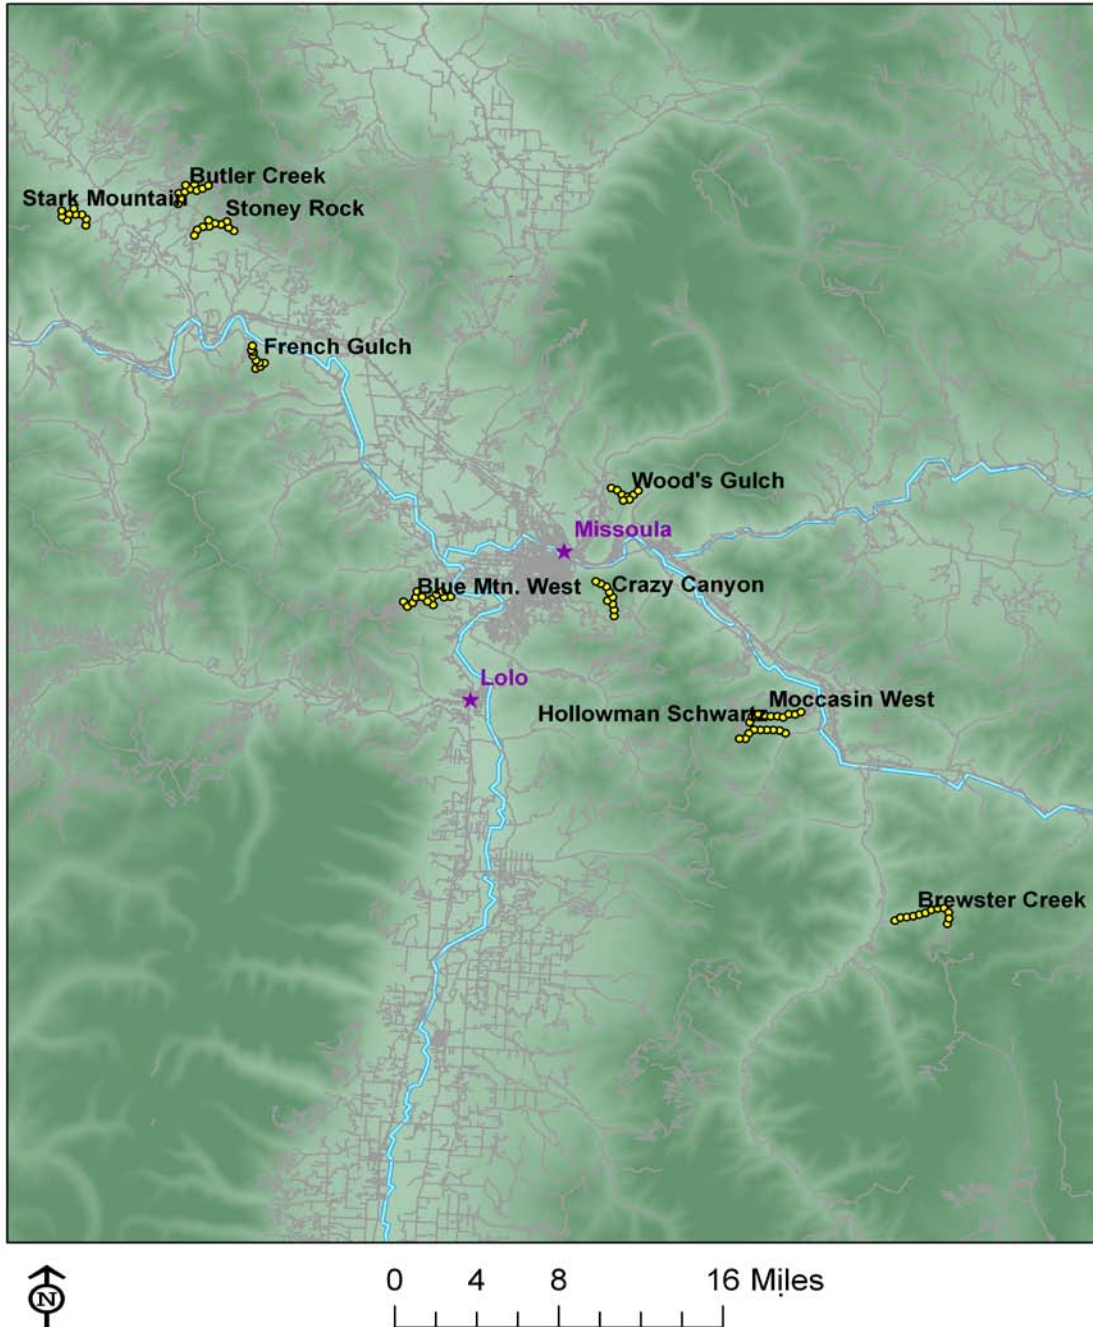 Butler Creek
Stark Mountain
Stoney Rock
French Gulch
Wood's Gulch
Missoula
Blue Mtn. West
Crazy Canyon
Lolo
Moccasin West
Hollowman Schwartz
Brewster Creek
N
0 4 8 16 Miles